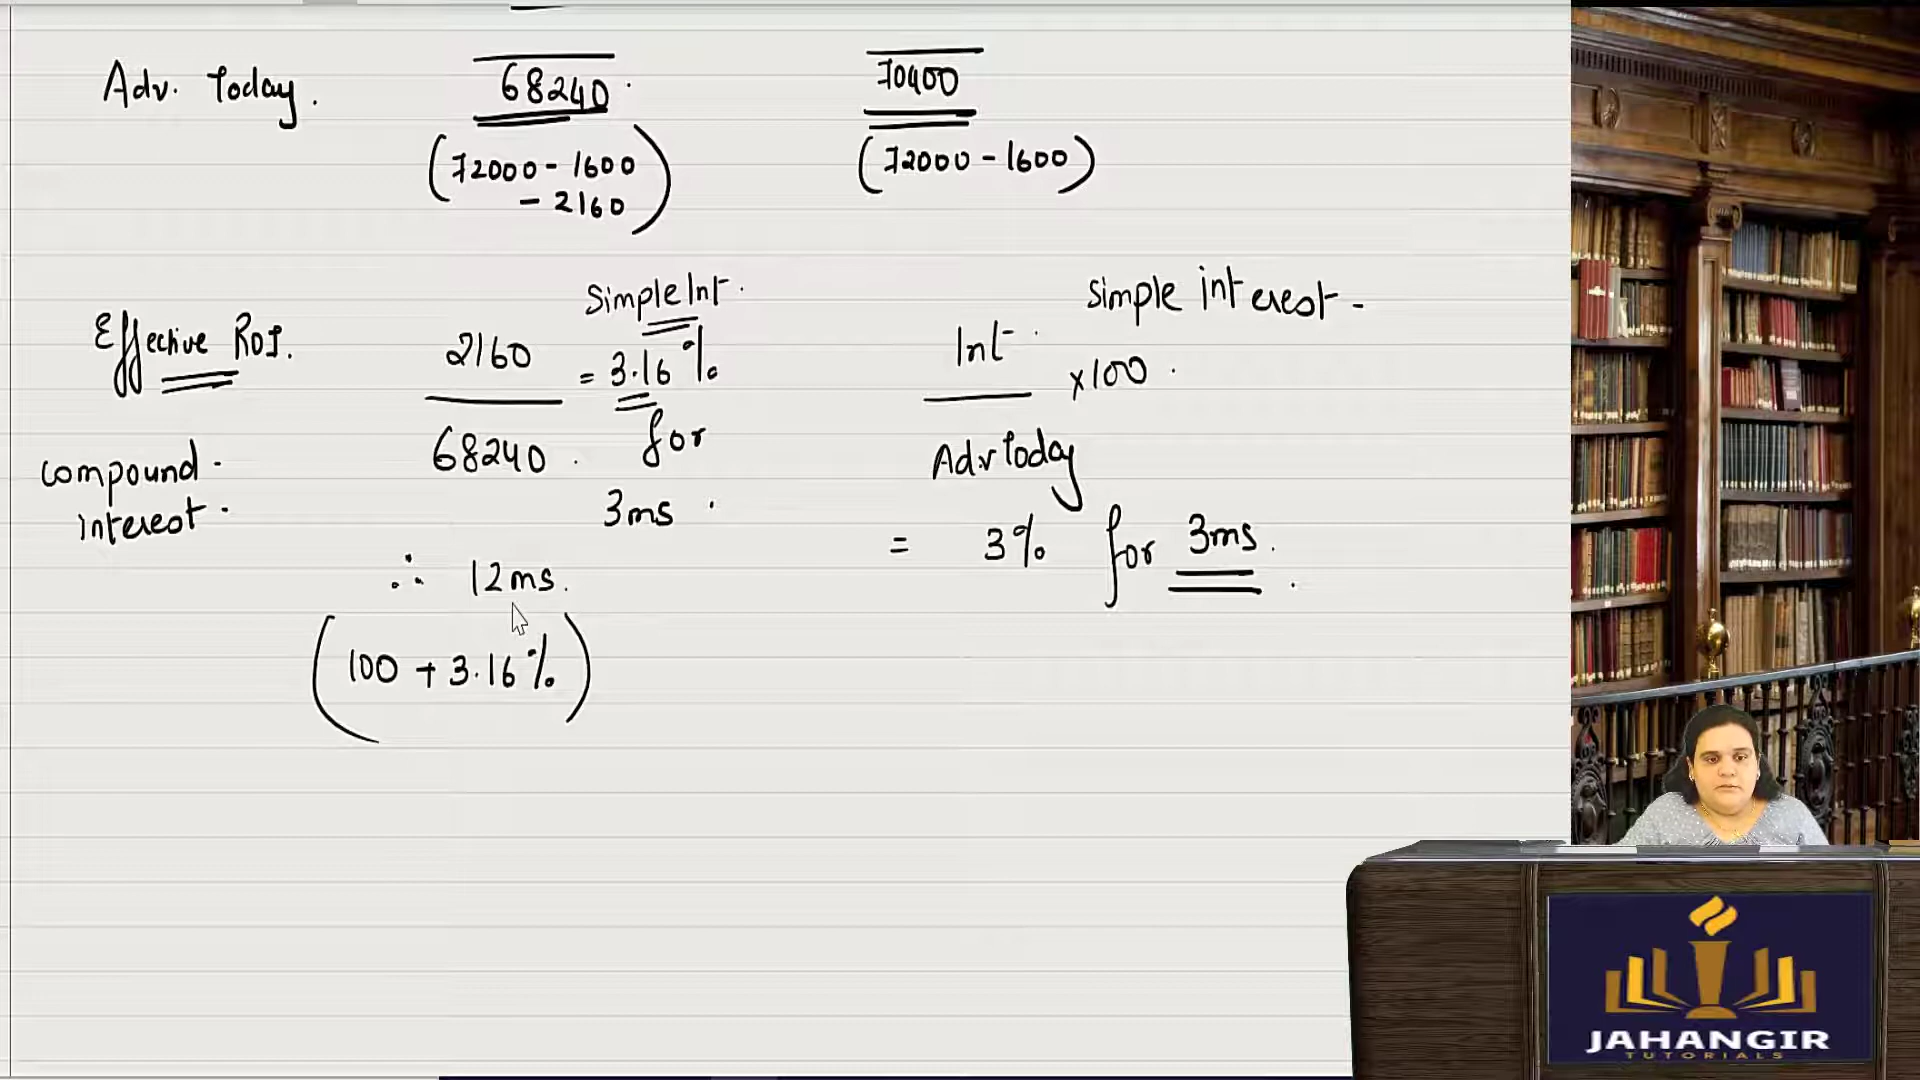 Adv. Today. 68240. 70400
(72000 - 1600 - 2160) (72000 - 1600)
Simple Int. simple interest.
Effective ROI. 2160 = 3.16% Int. x100.
68240. for Adv Today
compound. 3ms.
interest. = 3% for 3ms.
∴ 12ms.
(100 + 3.16%)
JAHANGIR
TUTORIALS